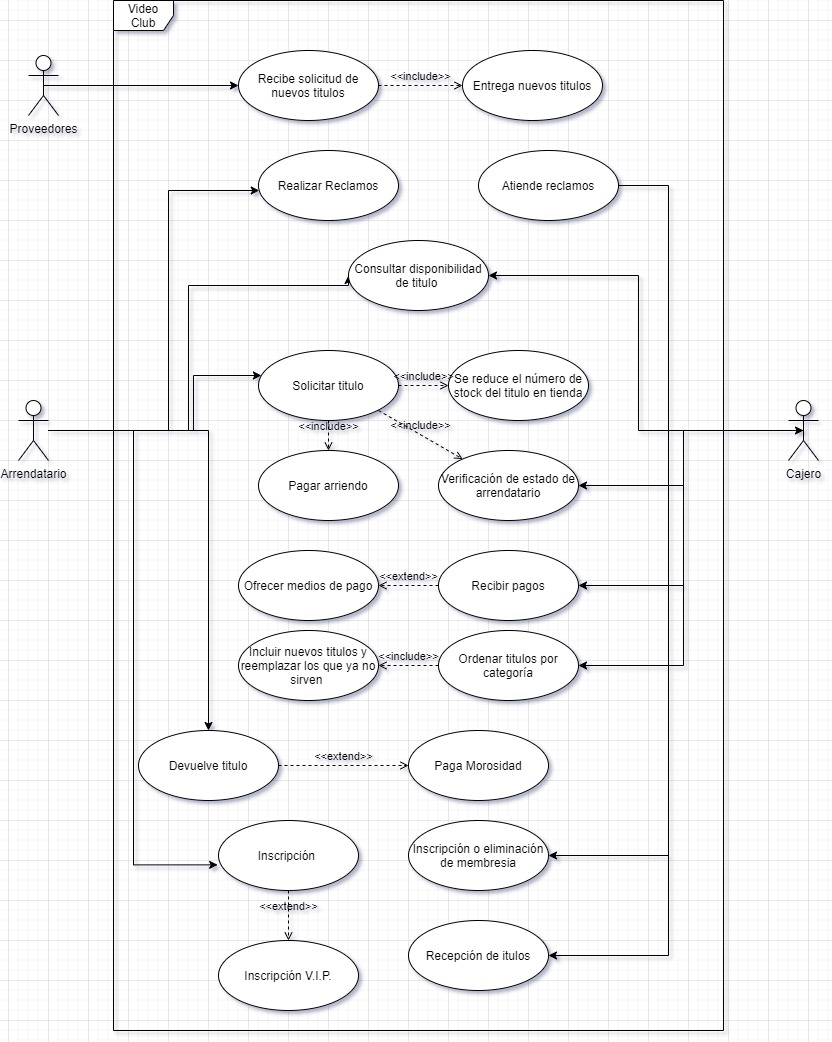 Video
Club
Recibe solicitud de
nuevos titulos
<<include>>
Entrega nuevos titulos
Proveedores
Realizar Reclamos
Atiende reclamos
Consultar disponibilidad
de titulo
Solicitar titulo
<<include>>
Se reduce el número de
stock del titulo en tienda
<<include>>
<<include>>
Arrendatario
Cajero
Pagar arriendo
Verificación de estado de
arrendatario
Ofrecer medios de pago
<<extend>>
Recibir pagos
Incluir nuevos titulos y
reemplazar los que ya no
sirven
<<include>>
Ordenar titulos por
categoría
Devuelve titulo
<<extend>>
Paga Morosidad
Inscripción
Inscripción o eliminación
de membresia
<<extend>>
Inscripción V.I.P.
Recepción de itulos